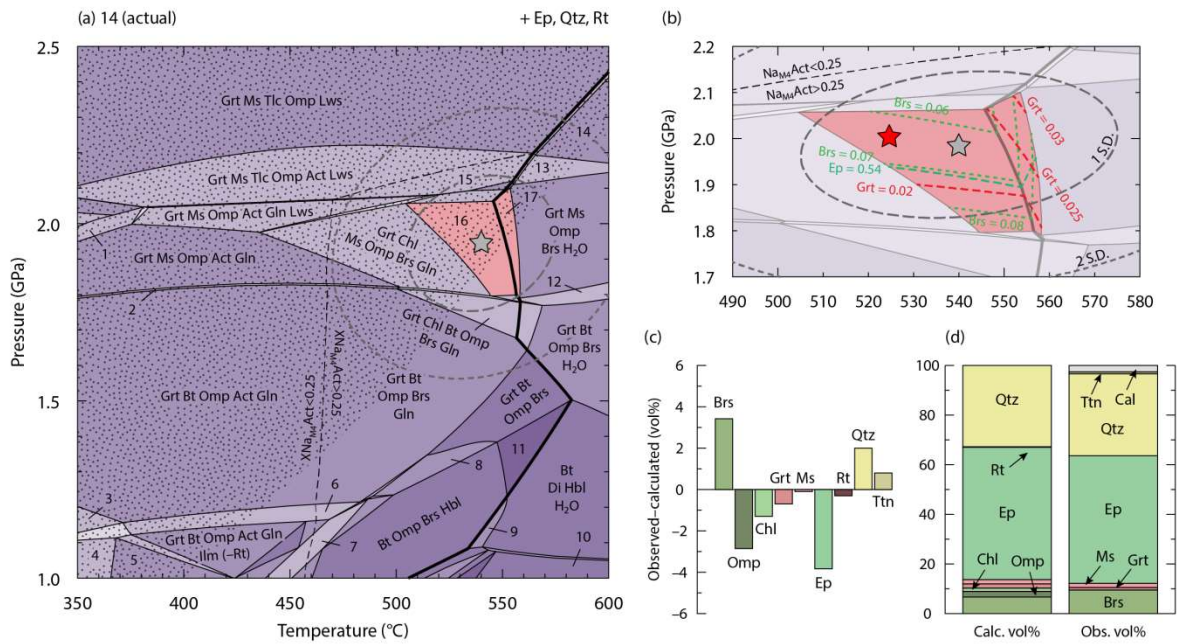 (a) 14 (actual)
+ Ep, Qtz, Rt
2.5
2.0
1.5
1.0
Pressure (GPa)
350
400
450
500
550
600
Temperature (°C)
Grt Ms Tlc Omp Lws
14
Grt Ms Tlc Omp Act Lws
13
15
Grt Ms Omp Act Gln Lws
17
16
1
Grt Chl
Ms Omp Brs Gln
Grt Ms
Omp
Brs H₂O
Grt Ms Omp Act Gln
2
12
Grt Chl Bt Omp
Brs Gln
Grt Bt
Omp Brs
H₂O
XNaM4Act<0.25
XNaM4Act>0.25
Grt Bt Omp Act Gln
Grt Bt
Omp Brs
Gln
Grt Bt
Omp Brs
11
8
Bt
Di Hbl
H₂O
3
6
Grt Bt Omp Act Gln
Ilm (–Rt)
7
Bt Omp Brs Hbl
9
10
4
5
(b)
2.2
2.1
2.0
1.9
1.8
1.7
Pressure (GPa)
490
500
510
520
530
540
550
560
570
580
NaM4Act<0.25
NaM4Act>0.25
Brs = 0.06
Grt = 0.03
1 S.D.
Brs = 0.07
Ep = 0.54
Grt = 0.02
Grt = 0.025
Brs = 0.08
2 S.D.
(c)
Observed–calculated (vol%)
6
4
2
0
–2
–4
–6
Brs
Omp
Chl
Grt
Ms
Ep
Rt
Qtz
Ttn
(d)
100
80
60
40
20
0
Qtz
Rt
Ep
Chl
Omp
Ttn
Cal
Qtz
Ep
Ms
Grt
Brs
Calc. vol%
Obs. vol%